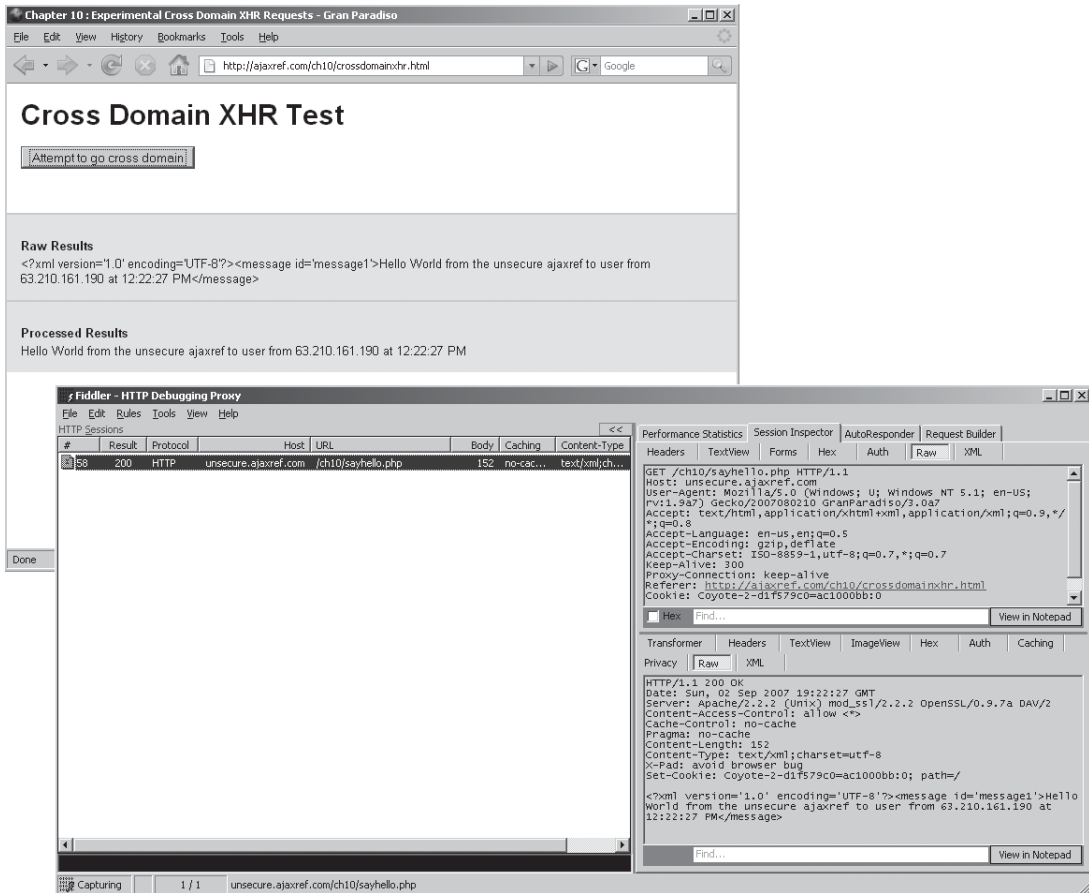 Chapter 10 : Experimental Cross Domain XHR Requests - Gran Paradiso
File Edit View History Bookmarks Tools Help
http://ajaxref.com/ch10/crossdomainxhr.html
G Google
Cross Domain XHR Test
Attempt to go cross domain
Raw Results
<?xml version='1.0' encoding='UTF-8'?><message id='message1'>Hello World from the unsecure ajaxref to user from
63.210.161.190 at 12:22:27 PM</message>
Processed Results
Hello World from the unsecure ajaxref to user from 63.210.161.190 at 12:22:27 PM
Done
Fiddler - HTTP Debugging Proxy
File Edit Rules Tools View Help
HTTP Sessions
<<
# Result Protocol Host URL Body Caching Content-Type
58 200 HTTP unsecure.ajaxref.com /ch10/sayhello.php 152 no-cac... text/xml;ch...
Performance Statistics Session Inspector AutoResponder Request Builder
Headers TextView Forms Hex Auth Raw XML
GET /ch10/sayhello.php HTTP/1.1
Host: unsecure.ajaxref.com
User-Agent: Mozilla/5.0 (Windows; U; Windows NT 5.1; en-US;
rv:1.9a7) Gecko/2007080210 GranParadiso/3.0a7
Accept: text/html,application/xhtml+xml,application/xml;q=0.9,*/
*;q=0.8
Accept-Language: en-us,en;q=0.5
Accept-Encoding: gzip,deflate
Accept-Charset: ISO-8859-1,utf-8;q=0.7,*;q=0.7
Keep-Alive: 300
Proxy-Connection: keep-alive
Referer: http://ajaxref.com/ch10/crossdomainxhr.html
Cookie: Coyote-2-d1f579c0=ac1000bb:0
Hex Find... View in Notepad
Transformer Headers TextView ImageView Hex Auth Caching
Privacy Raw XML
HTTP/1.1 200 OK
Date: Sun, 02 Sep 2007 19:22:27 GMT
Server: Apache/2.2.2 (Unix) mod_ssl/2.2.2 OpenSSL/0.9.7a DAV/2
Content-Access-Control: allow <*>
Cache-Control: no-cache
Pragma: no-cache
Content-Length: 152
Content-Type: text/xml;charset=utf-8
X-Pad: avoid browser bug
Set-Cookie: Coyote-2-d1f579c0=ac1000bb:0; path=/
<?xml version='1.0' encoding='UTF-8'?><message id='message1'>Hello
World from the unsecure ajaxref to user from 63.210.161.190 at
12:22:27 PM</message>
Find... View in Notepad
Capturing 1 / 1 unsecure.ajaxref.com/ch10/sayhello.php